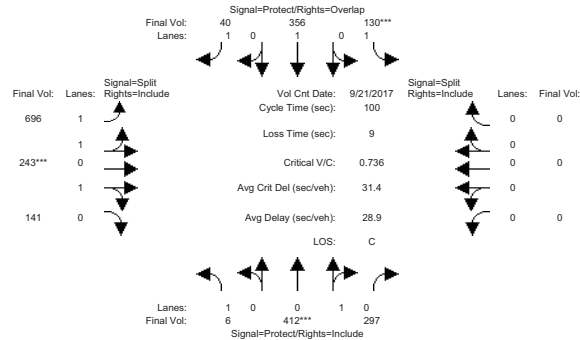 Signal=Protect/Rights=Overlap
Final Vol: 40 356 130***
Lanes: 1 0 1 0 1
Signal=Split
Final Vol: Lanes: Rights=Include
Vol Cnt Date: 9/21/2017
Signal=Split
Rights=Include Lanes: Final Vol:
Cycle Time (sec): 100
696 1 0 0
Loss Time (sec): 9
1 0
243*** 0 Critical V/C: 0.736 0 0
1 Avg Crit Del (sec/veh): 31.4 0
141 0 Avg Delay (sec/veh): 28.9 0 0
LOS: C
Lanes: 1 0 0 1 0
Final Vol: 6 412*** 297
Signal=Protect/Rights=Include